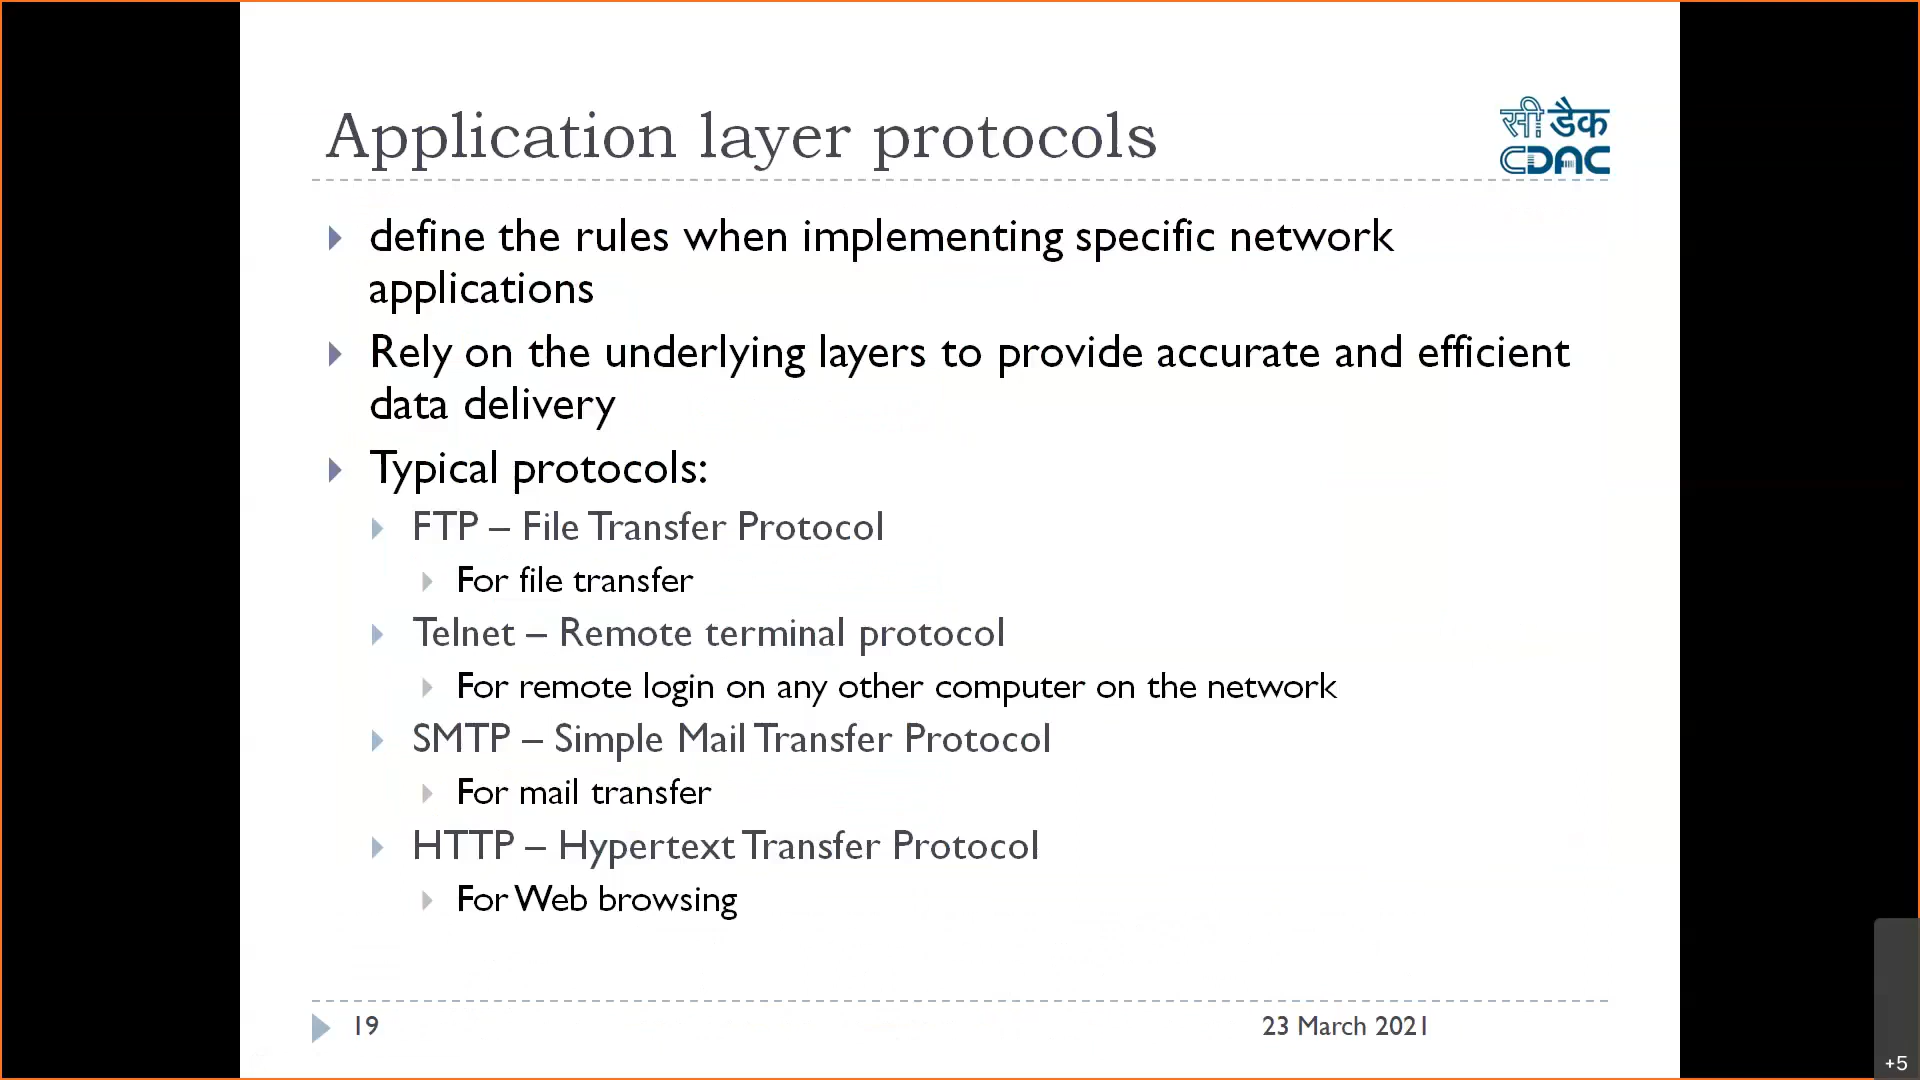 Application layer protocols
सी डैक
CDAC
define the rules when implementing specific network
applications
Rely on the underlying layers to provide accurate and efficient
data delivery
Typical protocols:
FTP – File Transfer Protocol
For file transfer
Telnet – Remote terminal protocol
For remote login on any other computer on the network
SMTP – Simple Mail Transfer Protocol
For mail transfer
HTTP – Hypertext Transfer Protocol
For Web browsing
19
23 March 2021
+5